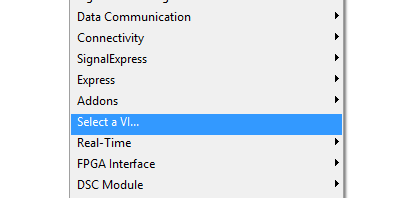 Data Communication
Connectivity
SignalExpress
Express
Addons
Select a VI...
Real-Time
FPGA Interface
DSC Module